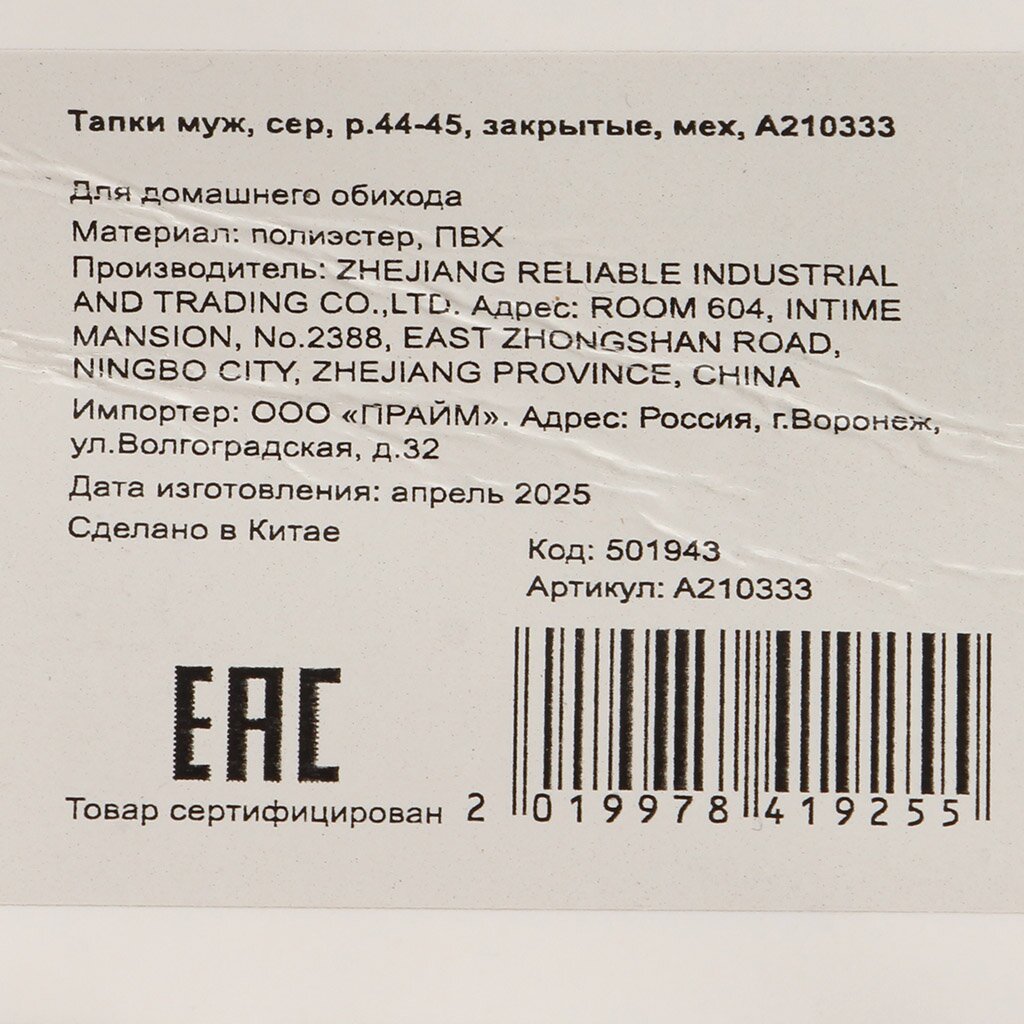 Тапки муж, сер, р.44-45, закрытые, мех, А210333
Для домашнего обихода
Материал: полиэстер, ПВХ
Производитель: ZHEJIANG RELIABLE INDUSTRIAL
AND TRADING CO.,LTD. Адрес: ROOM 604, INTIME
MANSION, No.2388, EAST ZHONGSHAN ROAD,
NINGBO CITY, ZHEJIANG PROVINCE, CHINA
Импортер: ООО «ПРАЙМ». Адрес: Россия, г.Воронеж,
ул.Волгоградская, д.32
Дата изготовления: апрель 2025
Сделано в Китае
Код: 501943
Артикул: А210333
EAC
Товар сертифицирован
2 019978 419255